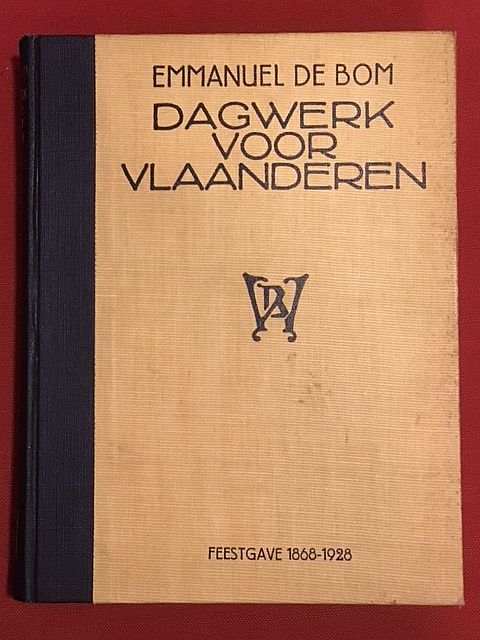 EMMANUEL DE BOM
DAGWERK
VOOR
VLAANDEREN
FEESTGAVE 1868-1928